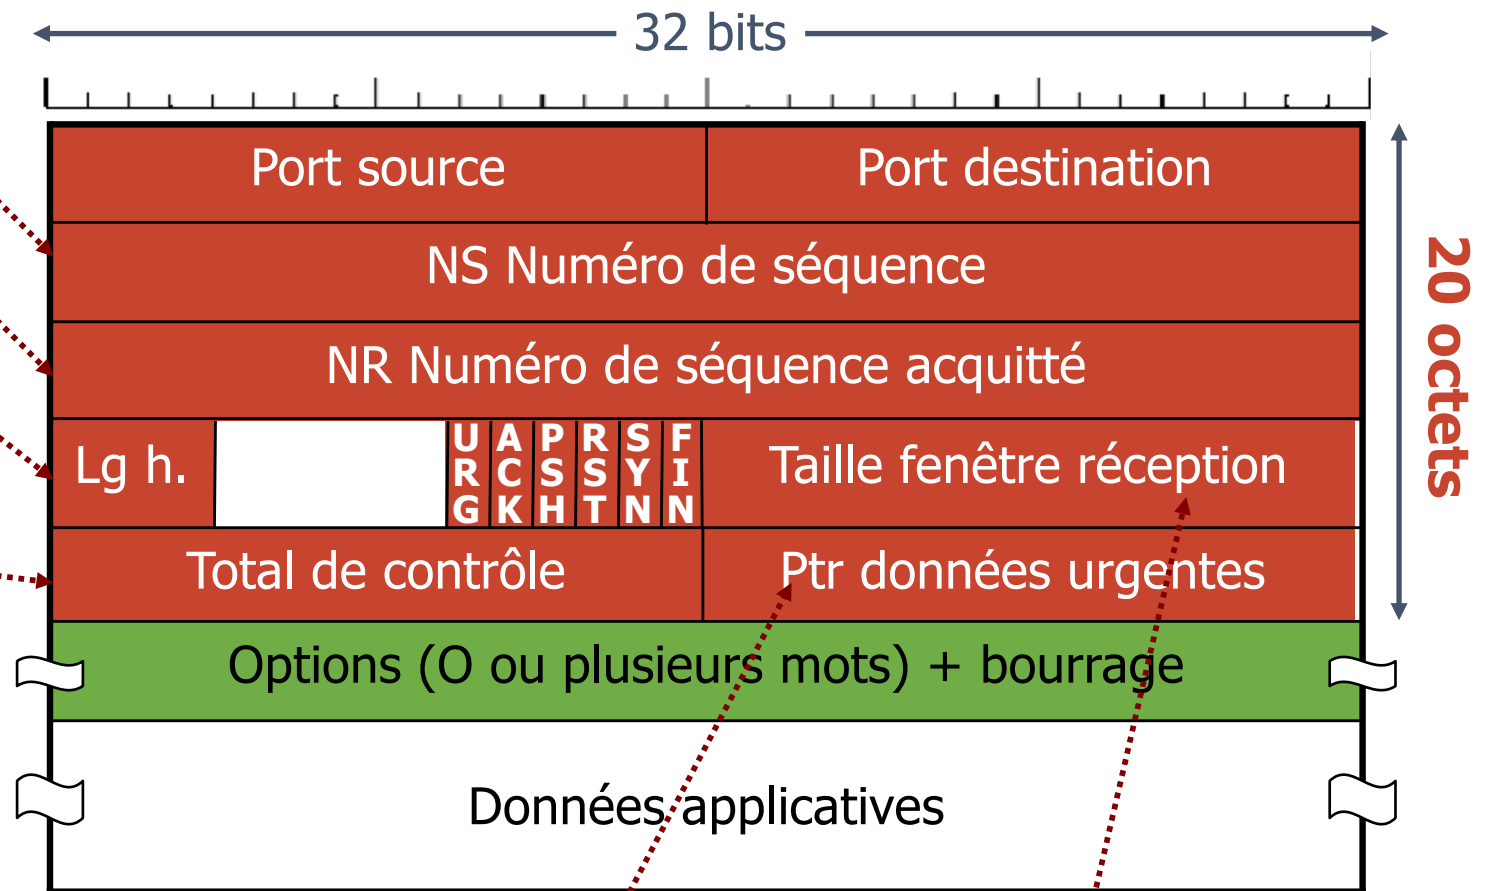 32 bits
Port source
Port destination
20 octets
NS Numéro de séquence
NR Numéro de séquence acquitté
Lg h.
URG
ACK
PSH
RST
SYN
FIN
Taille fenêtre réception
Total de contrôle
Ptr données urgentes
Options (O ou plusieurs mots) + bourrage
Données applicatives